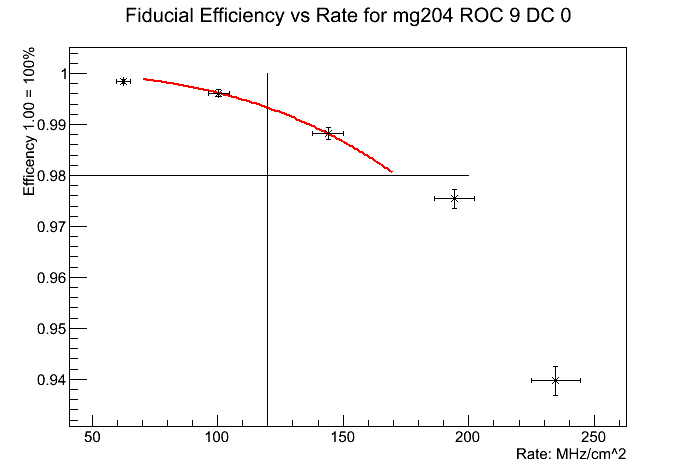 Fiducial Efficiency vs Rate for mg204 ROC 9 DC 0
Efficency 1.00 = 100%
1
0.99
0.98
0.97
0.96
0.95
0.94
50 100 150 200 250
Rate: MHz/cm^2